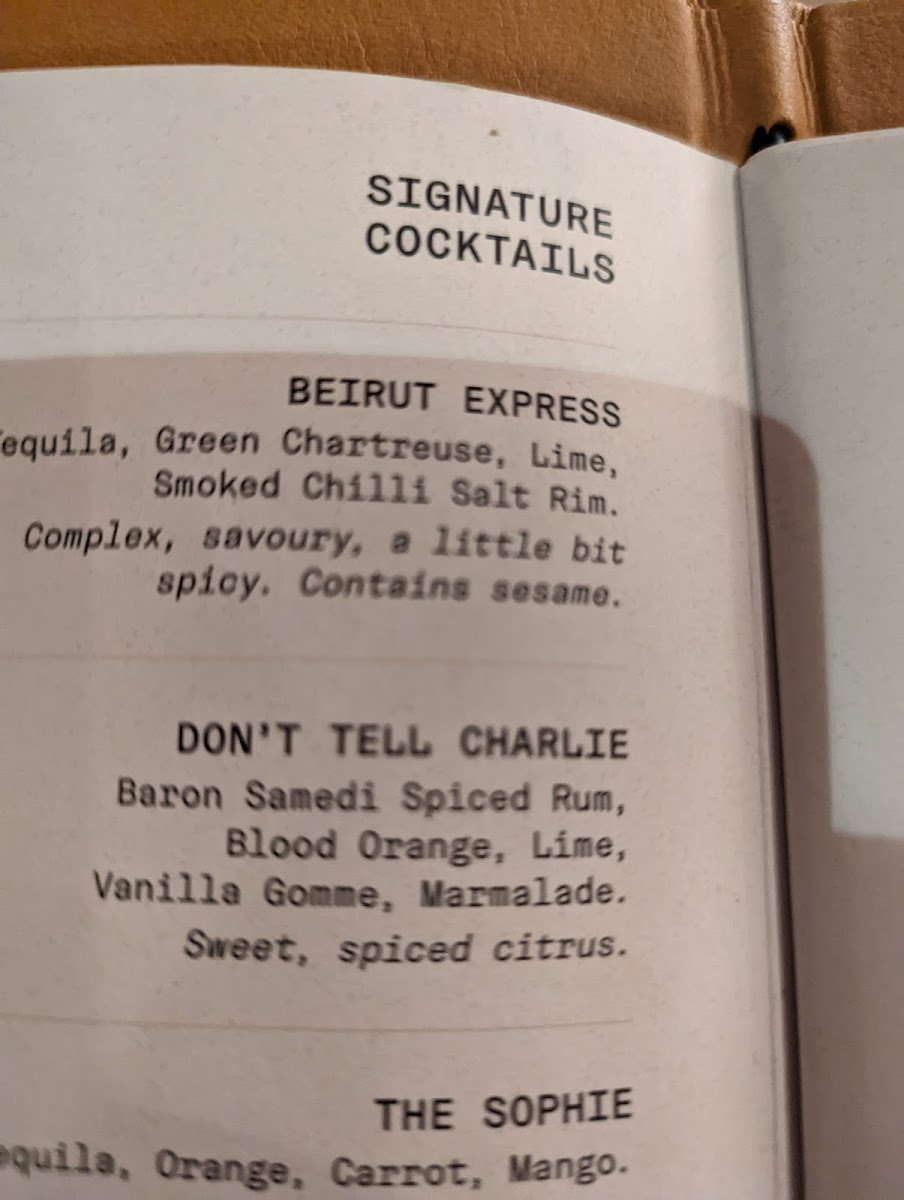 SIGNATURE
COCKTAILS
BEIRUT EXPRESS
Tequila, Green Chartreuse, Lime,
Smoked Chilli Salt Rim.
Complex, savoury, a little bit
spicy. Contains sesame.
DON'T TELL CHARLIE
Baron Samedi Spiced Rum,
Blood Orange, Lime,
Vanilla Gomme, Marmalade.
Sweet, spiced citrus.
THE SOPHIE
equila, Orange, Carrot, Mango.